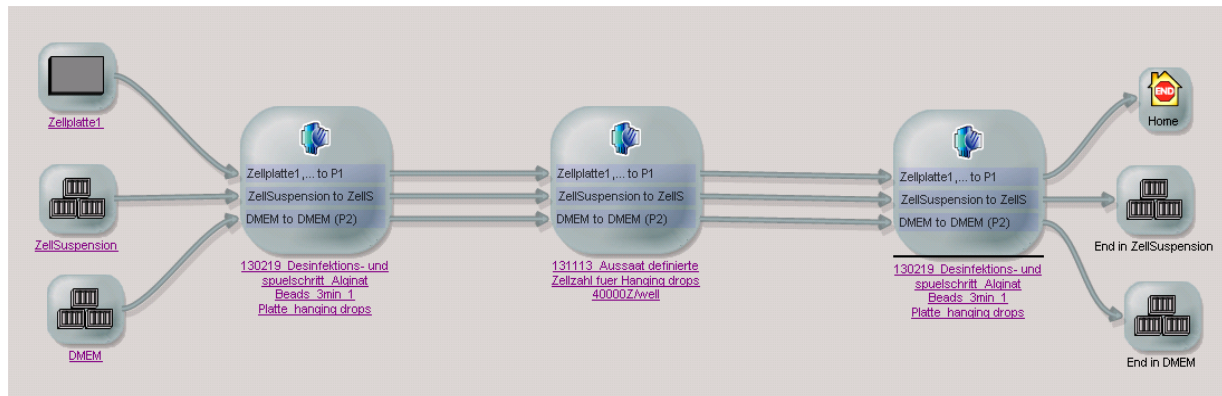 Zellplatte1
ZellSuspension
DMEM
Zellplatte1,... to P1
ZellSuspension to ZellS
DMEM to DMEM (P2)
130219_Desinfektions- und
spuelschritt_Alginat
Beads_3min_1
Platte_hanging drops
Zellplatte1,... to P1
ZellSuspension to ZellS
DMEM to DMEM (P2)
131113_Aussaat definierte
Zellzahl fuer Hanging drops
40000Z/well
Zellplatte1,... to P1
ZellSuspension to ZellS
DMEM to DMEM (P2)
130219_Desinfektions- und
spuelschritt_Alginat
Beads_3min_1
Platte_hanging drops
END
Home
End in ZellSuspension
End in DMEM